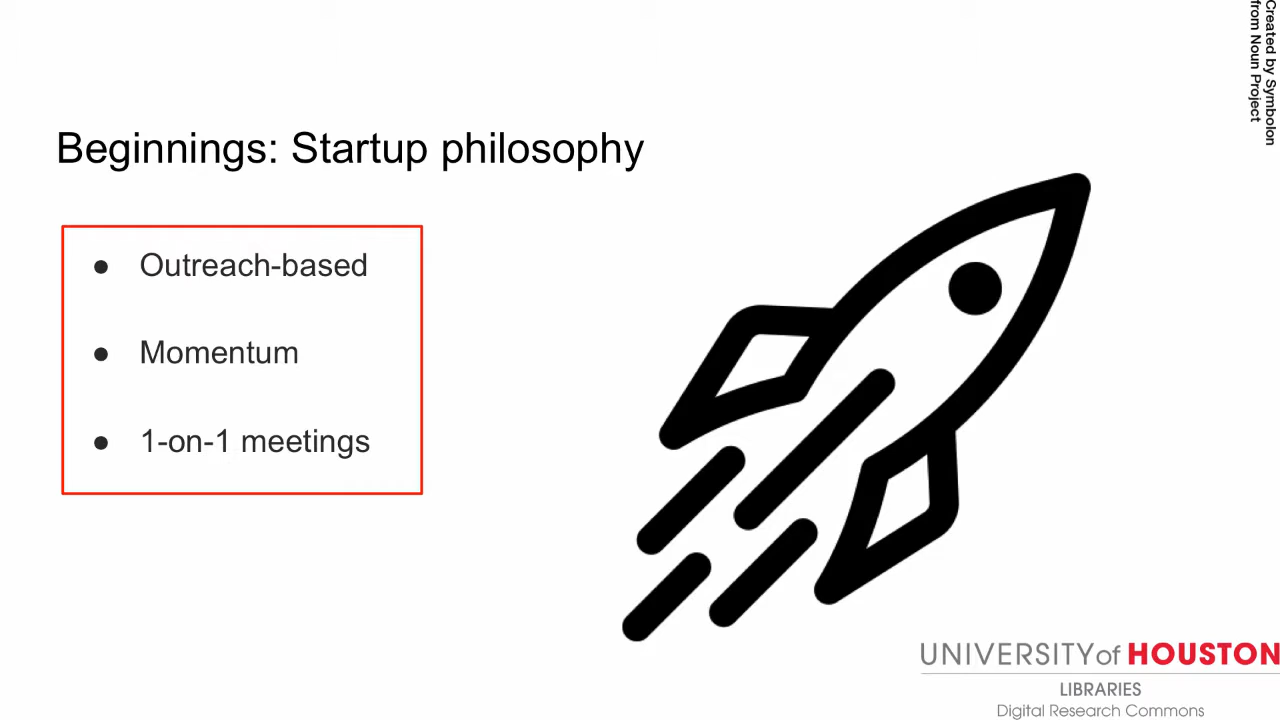 Created by Symbolon
from Noun Project
Beginnings: Startup philosophy
● Outreach-based
● Momentum
● 1-on-1 meetings
UNIVERSITY of HOUSTON
LIBRARIES
Digital Research Commons